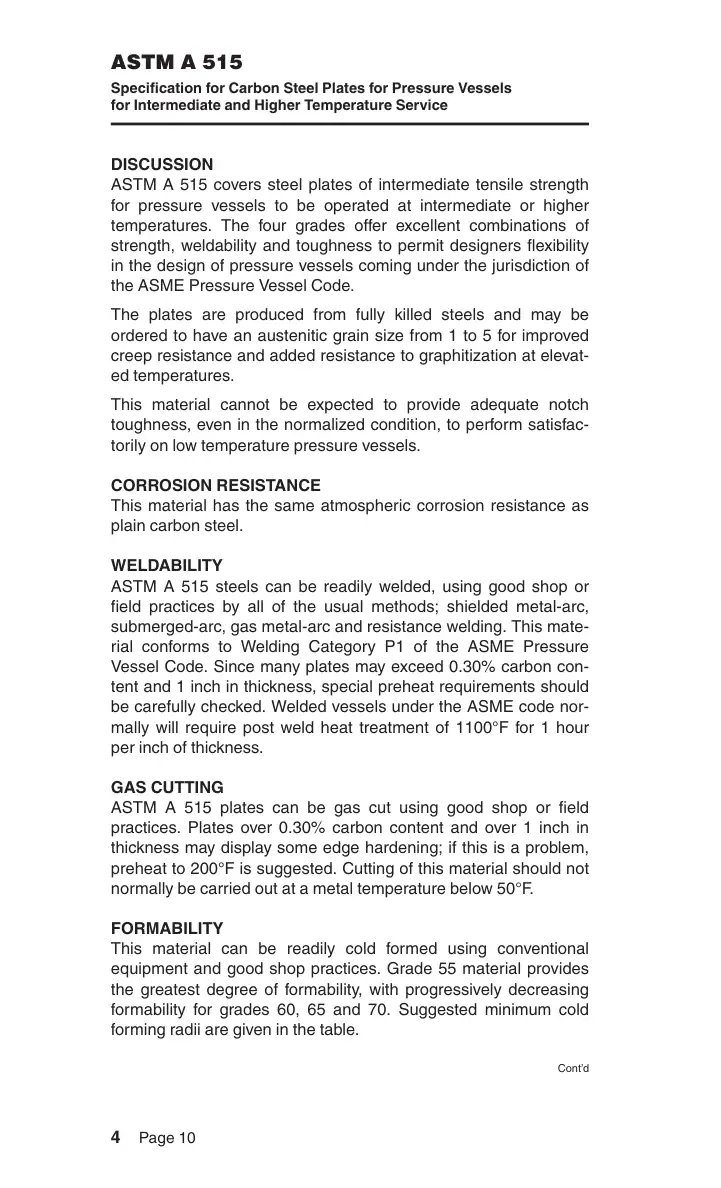 ASTM A 515
Specification for Carbon Steel Plates for Pressure Vessels
for Intermediate and Higher Temperature Service
DISCUSSION
ASTM A 515 covers steel plates of intermediate tensile strength
for pressure vessels to be operated at intermediate or higher
temperatures. The four grades offer excellent combinations of
strength, weldability and toughness to permit designers flexibility
in the design of pressure vessels coming under the jurisdiction of
the ASME Pressure Vessel Code.
The plates are produced from fully killed steels and may be
ordered to have an austenitic grain size from 1 to 5 for improved
creep resistance and added resistance to graphitization at elevat-
ed temperatures.
This material cannot be expected to provide adequate notch
toughness, even in the normalized condition, to perform satisfac-
torily on low temperature pressure vessels.
CORROSION RESISTANCE
This material has the same atmospheric corrosion resistance as
plain carbon steel.
WELDABILITY
ASTM A 515 steels can be readily welded, using good shop or
field practices by all of the usual methods; shielded metal-arc,
submerged-arc, gas metal-arc and resistance welding. This mate-
rial conforms to Welding Category P1 of the ASME Pressure
Vessel Code. Since many plates may exceed 0.30% carbon con-
tent and 1 inch in thickness, special preheat requirements should
be carefully checked. Welded vessels under the ASME code nor-
mally will require post weld heat treatment of 1100°F for 1 hour
per inch of thickness.
GAS CUTTING
ASTM A 515 plates can be gas cut using good shop or field
practices. Plates over 0.30% carbon content and over 1 inch in
thickness may display some edge hardening; if this is a problem,
preheat to 200°F is suggested. Cutting of this material should not
normally be carried out at a metal temperature below 50°F.
FORMABILITY
This material can be readily cold formed using conventional
equipment and good shop practices. Grade 55 material provides
the greatest degree of formability, with progressively decreasing
formability for grades 60, 65 and 70. Suggested minimum cold
forming radii are given in the table.
Cont'd
4 Page 10